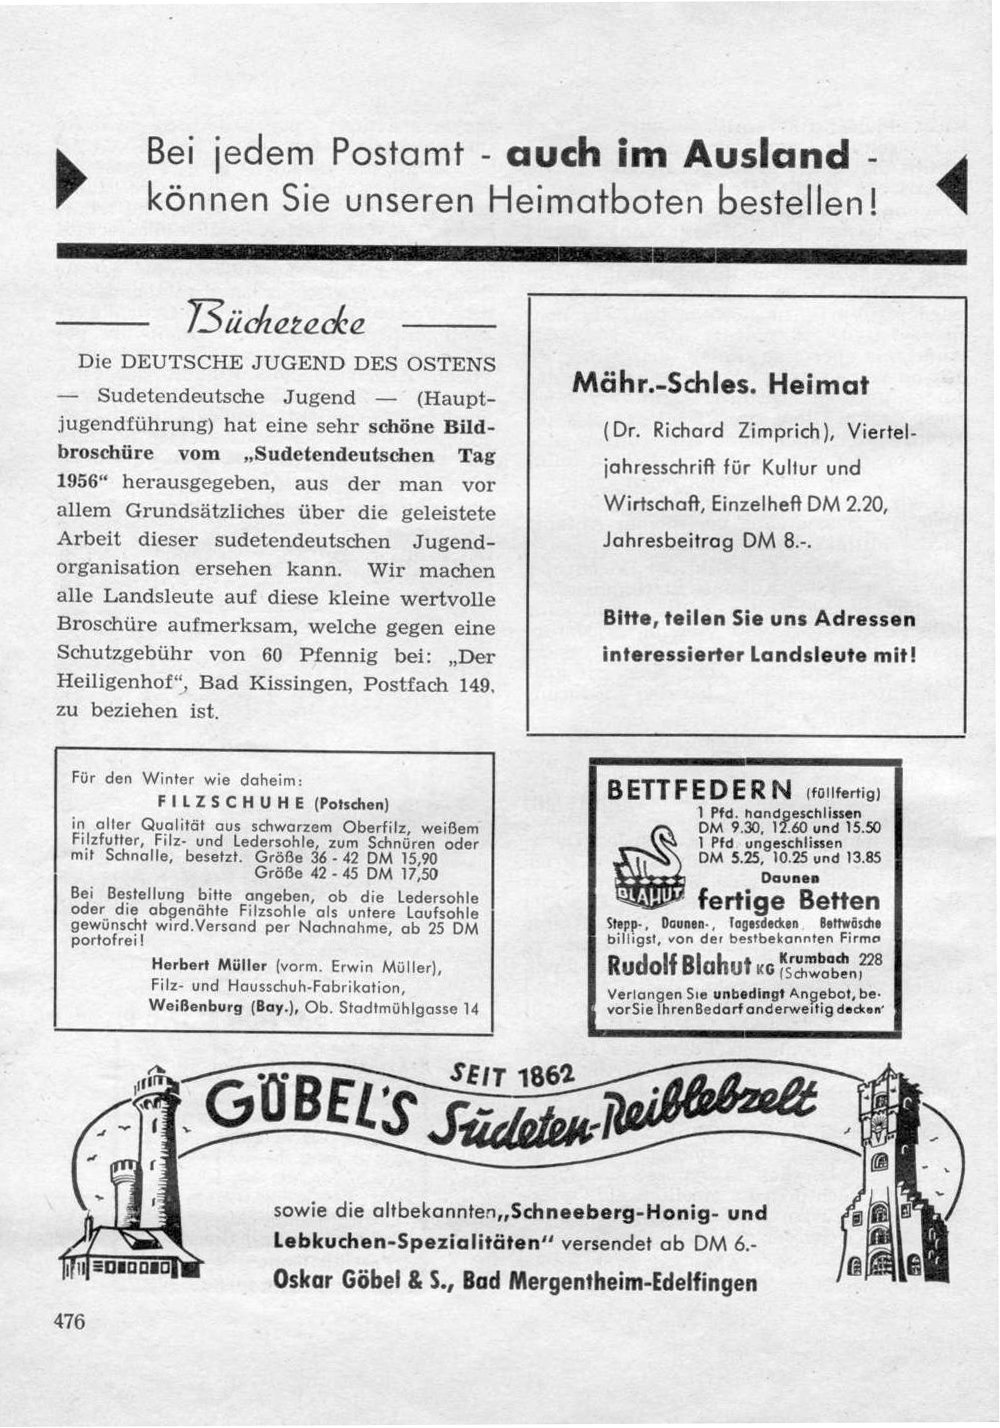 Bei jedem Postamt - auch im Ausland -
können Sie unseren Heimatboten bestellen!
Bücherecke
Die DEUTSCHE JUGEND DES OSTENS
— Sudetendeutsche Jugend — (Haupt-
jugendführung) hat eine sehr schöne Bild-
broschüre vom „Sudetendeutschen Tag
1956“ herausgegeben, aus der man vor
allem Grundsätzliches über die geleistete
Arbeit dieser sudetendeutschen Jugend-
organisation ersehen kann. Wir machen
alle Landsleute auf diese kleine wertvolle
Broschüre aufmerksam, welche gegen eine
Schutzgebühr von 60 Pfennig bei: „Der
Heiligenhof“, Bad Kissingen, Postfach 149,
zu beziehen ist.
Mähr.-Schles. Heimat
(Dr. Richard Zimprich), Viertel-
jahresschrift für Kultur und
Wirtschaft, Einzelheft DM 2.20,
Jahresbeitrag DM 8.-.
Bitte, teilen Sie uns Adressen
interessierter Landsleute mit!
Für den Winter wie daheim:
FILZSCHUHE (Potschen)
in alter Qualität aus schwarzem Oberfilz, weißem
Filzfutter, Filz- und Ledersohle, zum Schnüren oder
mit Schnalle, besetzt. Größe 36 - 42 DM 15,90
Größe 42 - 45 DM 17,50
Bei Bestellung bitte angeben, ob die Ledersohle
oder die abgenähte Filzsohle als untere Laufsohle
gewünscht wird.Versand per Nachnahme, ab 25 DM
portofrei!
Herbert Müller (vorm. Erwin Müller),
Filz- und Hausschuh-Fabrikation,
Weißenburg (Bay.), Ob. Stadtmühlgasse 14
BETTFEDERN (füllfertig)
1 Pfd. handgeschlissen
DM 9.30, 12.60 und 15.50
1 Pfd. ungeschlissen
DM 5.25, 10.25 und 13.85
Daunen
BLAHUT
fertige Betten
Stepp-, Daunen-, Tagesdecken, Bettwäsche
billigst, von der bestbekannten Firma
Rudolf Blahut KG Krumbach 228
(Schwaben)
Verlangen Sie unbedingt Angebot, be-
vor Sie Ihren Bedarf anderweitig decken'
SEIT 1862
GÖBEL'S Sudeten-Reiblebzelt
sowie die altbekannten„Schneeberg-Honig- und
Lebkuchen-Spezialitäten" versendet ab DM 6.-
Oskar Göbel & S., Bad Mergentheim-Edelfingen
476